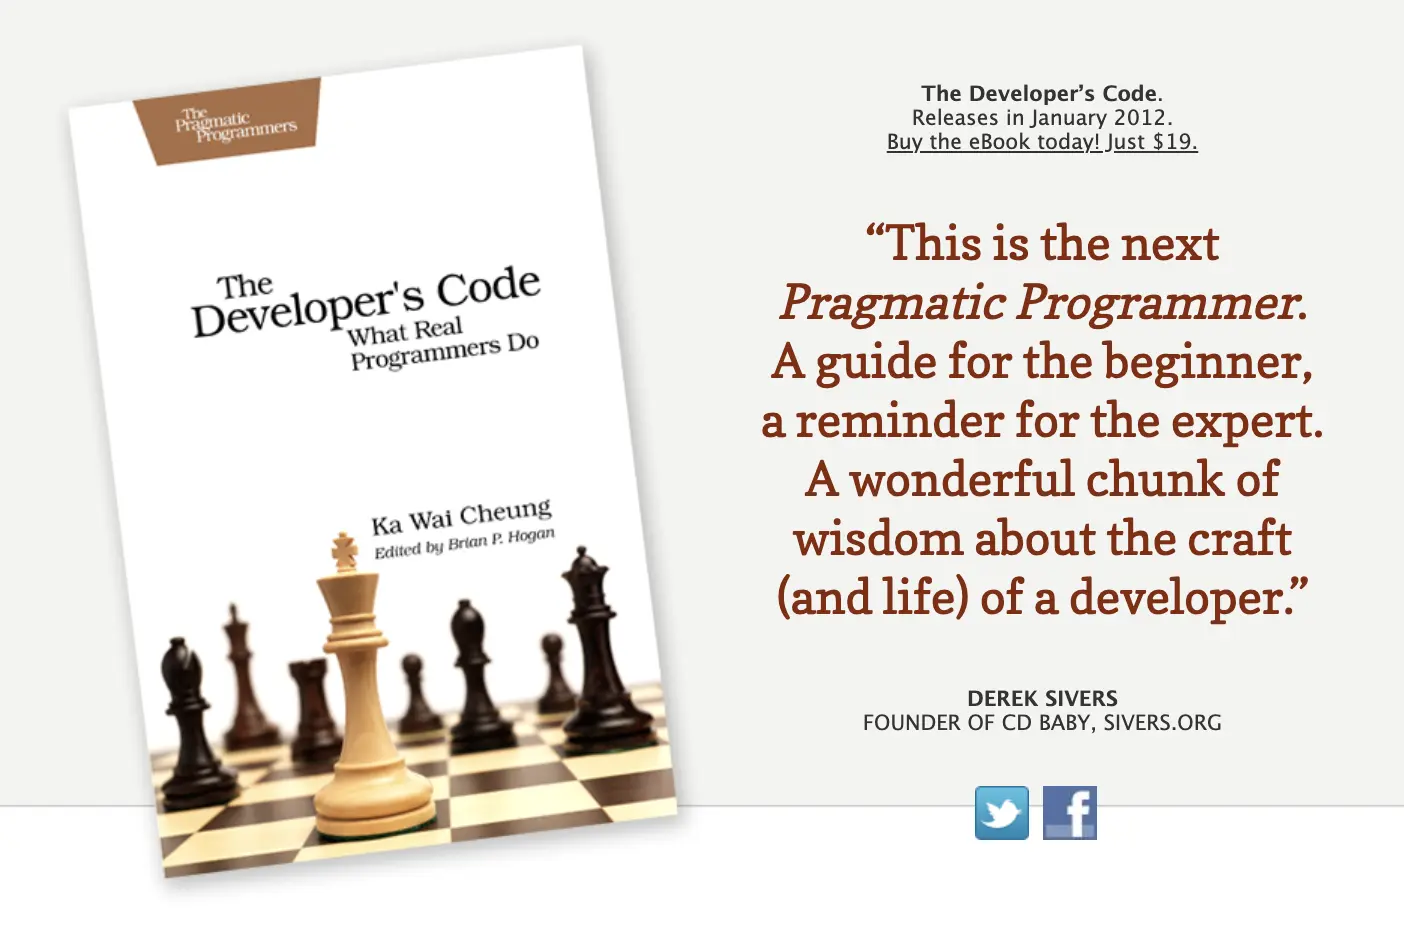 The
Pragmatic
Programmers
The
Developer's Code
What Real
Programmers Do
Ka Wai Cheung
Edited by Brian P. Hogan
The Developer’s Code.
Releases in January 2012.
Buy the eBook today! Just $19.
“This is the next
Pragmatic Programmer.
A guide for the beginner,
a reminder for the expert.
A wonderful chunk of
wisdom about the craft
(and life) of a developer.”
DEREK SIVERS
FOUNDER OF CD BABY, SIVERS.ORG
f